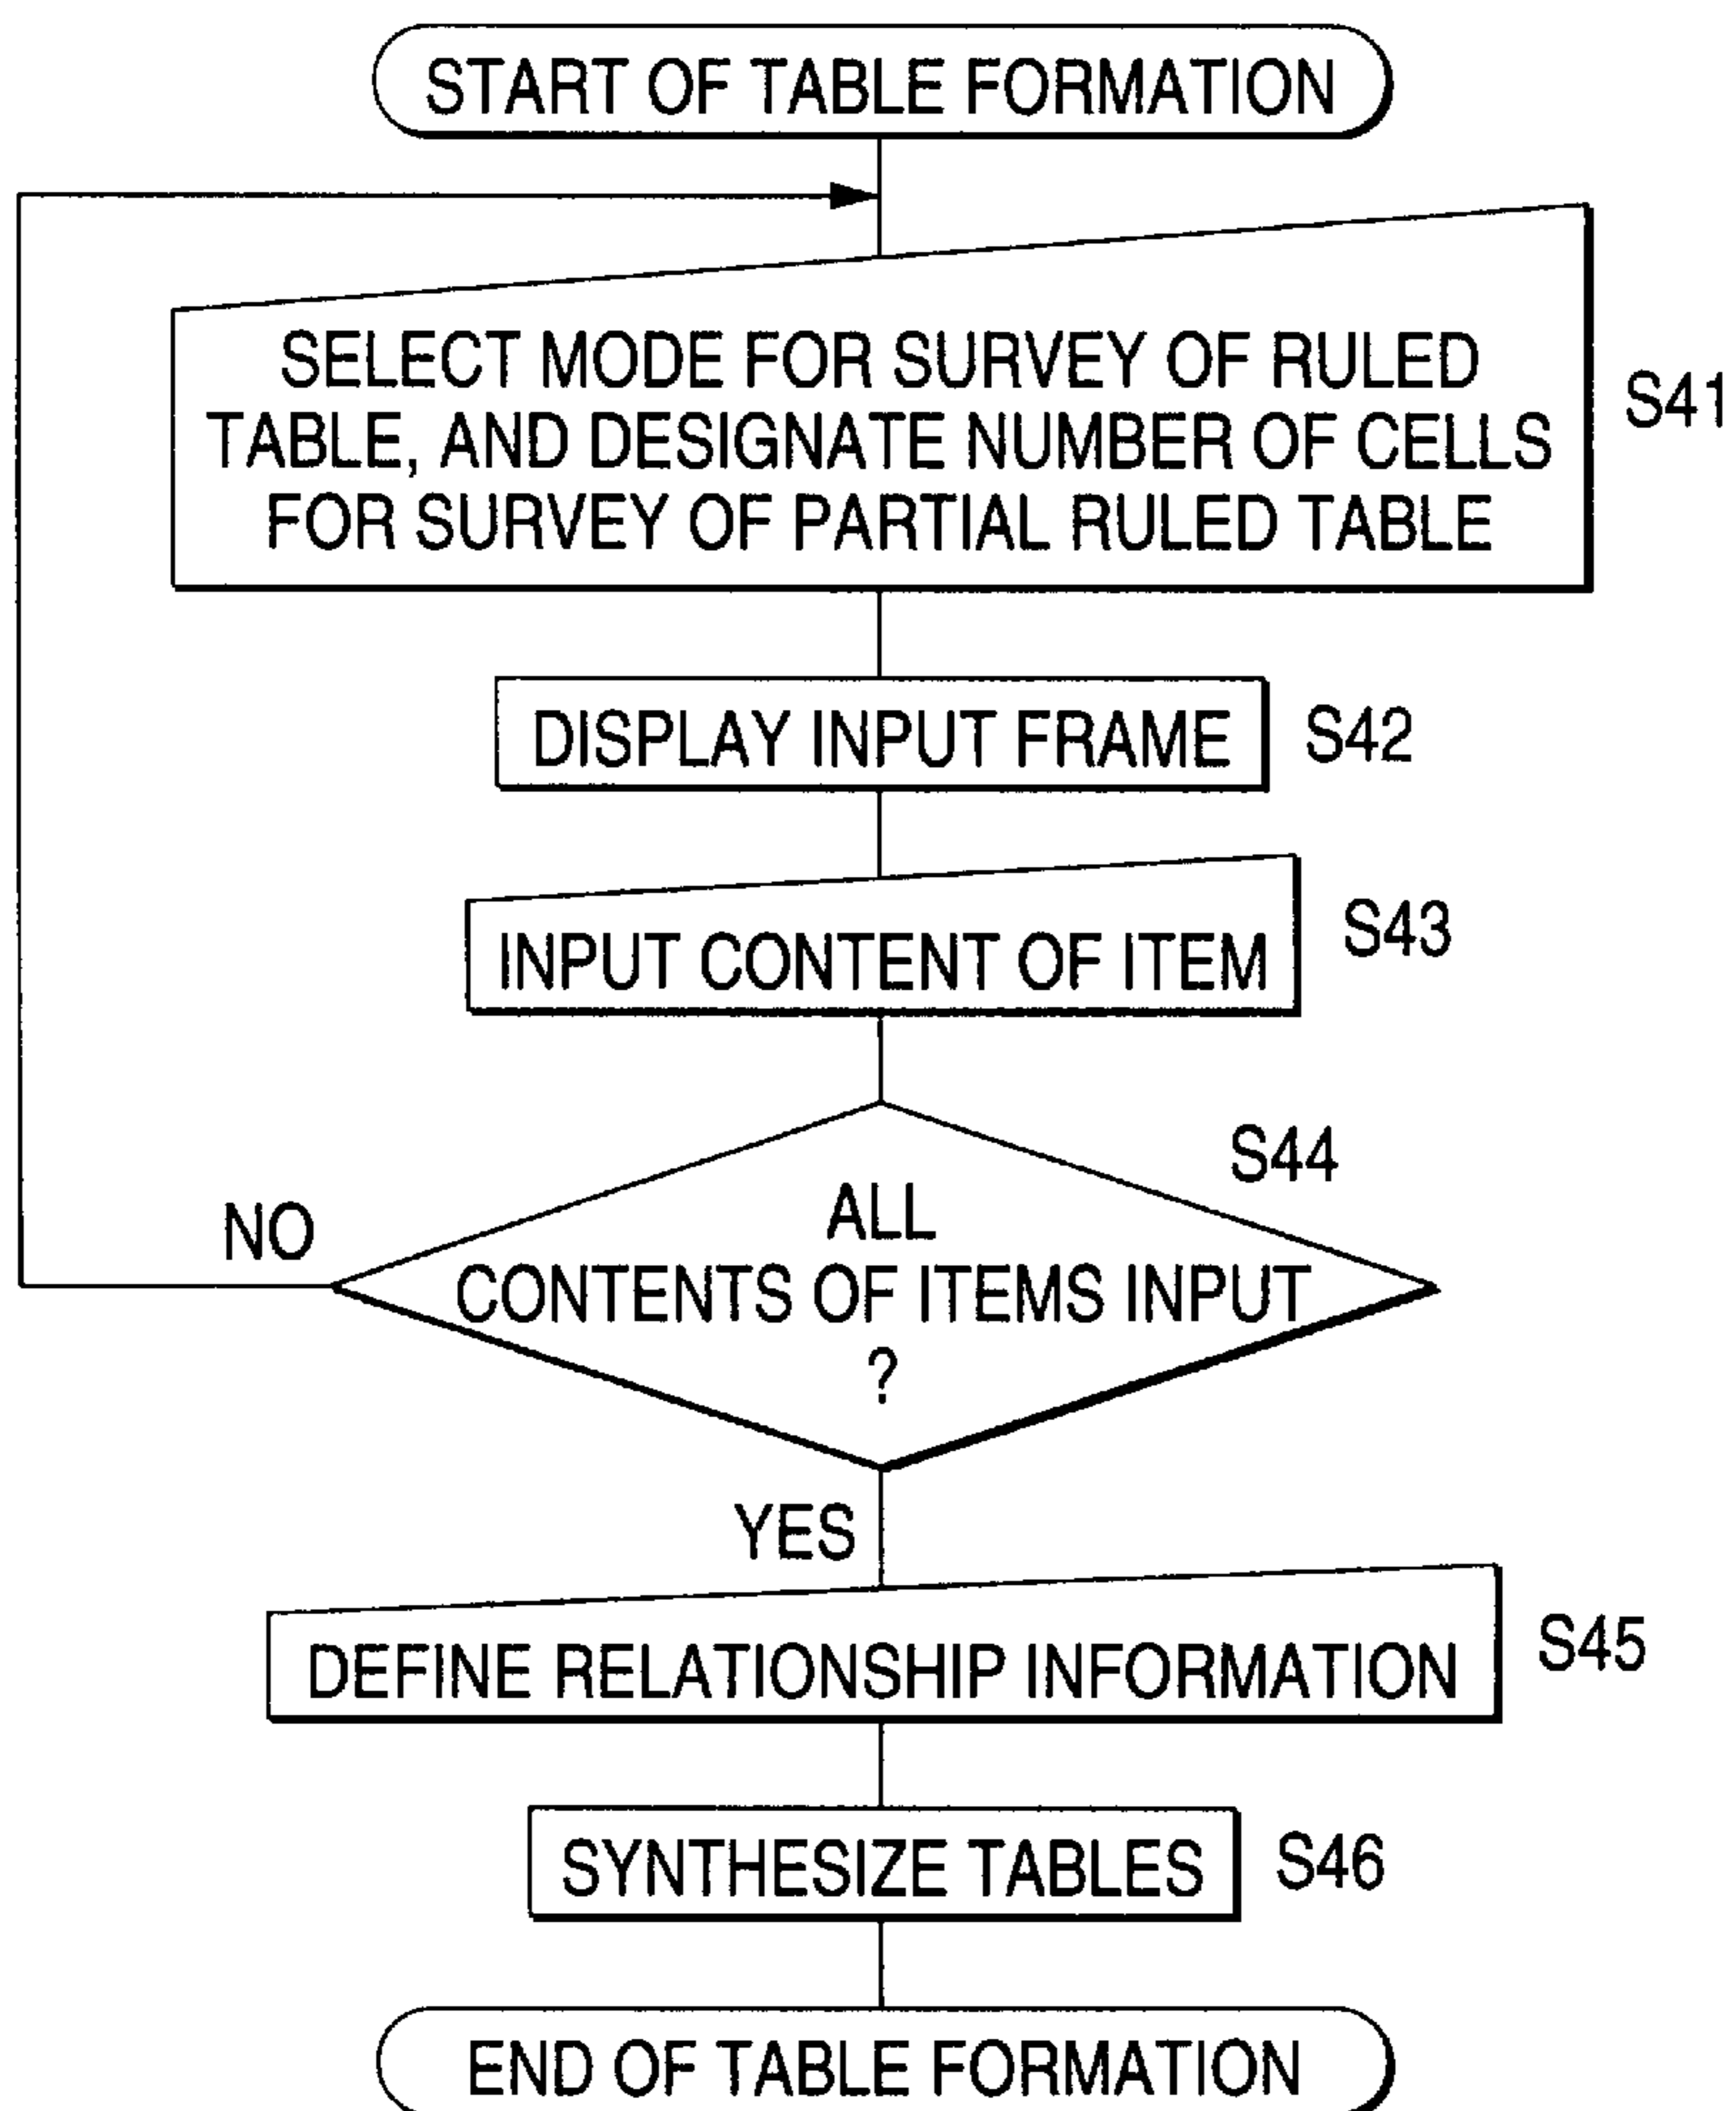 START OF TABLE FORMATION
SELECT MODE FOR SURVEY OF RULED
TABLE, AND DESIGNATE NUMBER OF CELLS
FOR SURVEY OF PARTIAL RULED TABLE
S41
DISPLAY INPUT FRAME
S42
INPUT CONTENT OF ITEM
S43
S44
ALL
CONTENTS OF ITEMS INPUT
?
NO
YES
DEFINE RELATIONSHIP INFORMATION
S45
SYNTHESIZE TABLES
S46
END OF TABLE FORMATION